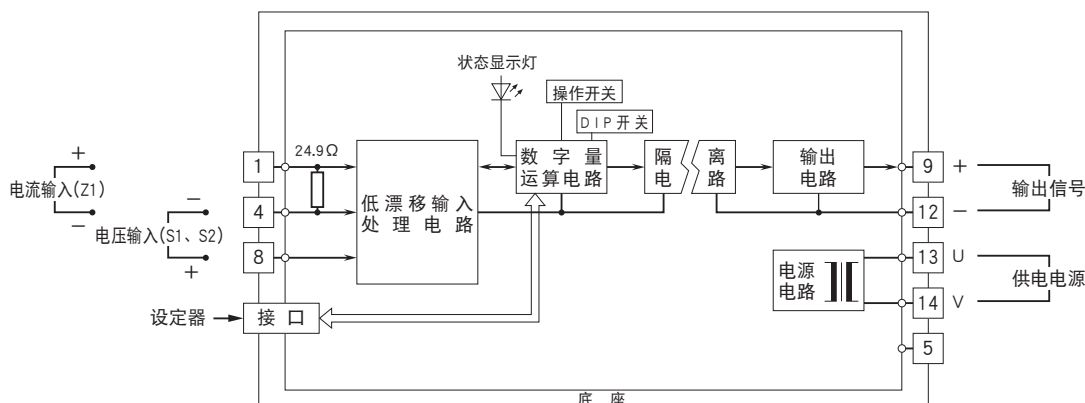 状态显示灯
操作开关
DIP 开关
24.9Ω
数字量
运算电路
隔
电
离
路
输出
电路
低漂移输入
处理电路
1
4
8
+
电流输入(Z1)
−
−
电压输入(S1、S2)
+
9
+
12
−
输出信号
13
U
14
V
供电电源
5
电源
电路
设定器
接口
底座